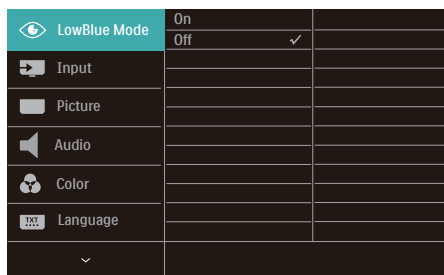 LowBlue Mode
On
Off
Input
Picture
Audio
Color
TXT
Language